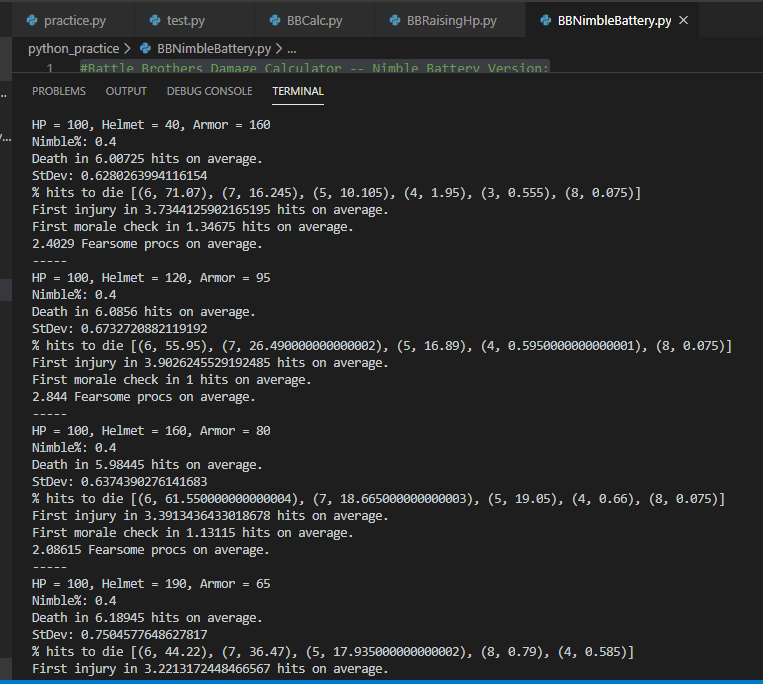 practice.py test.py BBCalc.py BBRaisingHp.py BBNimbleBattery.py
python_practice > BBNimbleBattery.py > ...
1 #Battle Brothers Damage Calculator -- Nimble Battery Version:
PROBLEMS OUTPUT DEBUG CONSOLE TERMINAL
HP = 100, Helmet = 40, Armor = 160
Nimble%: 0.4
Death in 6.00725 hits on average.
StDev: 0.6280263994116154
% hits to die [(6, 71.07), (7, 16.245), (5, 10.105), (4, 1.95), (3, 0.555), (8, 0.075)]
First injury in 3.7344125902165195 hits on average.
First morale check in 1.34675 hits on average.
2.4029 Fearsome procs on average.
-----
HP = 100, Helmet = 120, Armor = 95
Nimble%: 0.4
Death in 6.0856 hits on average.
StDev: 0.6732720882119192
% hits to die [(6, 55.95), (7, 26.490000000000002), (5, 16.89), (4, 0.5950000000000001), (8, 0.075)]
First injury in 3.9026245529192485 hits on average.
First morale check in 1 hits on average.
2.844 Fearsome procs on average.
-----
HP = 100, Helmet = 160, Armor = 80
Nimble%: 0.4
Death in 5.98445 hits on average.
StDev: 0.6374390276141683
% hits to die [(6, 61.550000000000004), (7, 18.665000000000003), (5, 19.05), (4, 0.66), (8, 0.075)]
First injury in 3.3913436433018678 hits on average.
First morale check in 1.13115 hits on average.
2.08615 Fearsome procs on average.
-----
HP = 100, Helmet = 190, Armor = 65
Nimble%: 0.4
Death in 6.18945 hits on average.
StDev: 0.7504577648627817
% hits to die [(6, 44.22), (7, 36.47), (5, 17.935000000000002), (8, 0.79), (4, 0.585)]
First injury in 3.2213172448466567 hits on average.